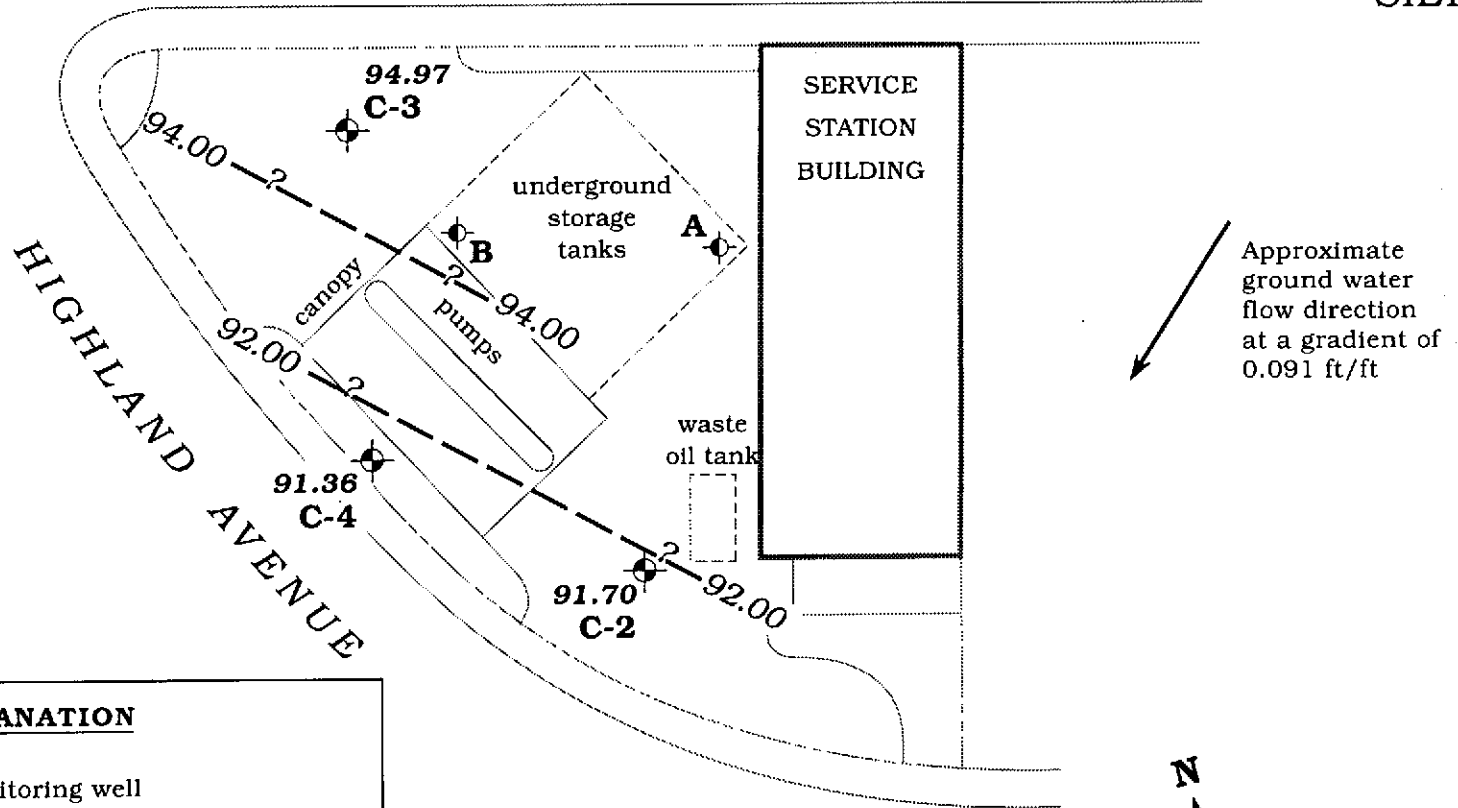 94.97
C-3
SERVICE
STATION
BUILDING
94.00
?
underground
storage
tanks
A
B
?
94.00
canopy
pumps
Approximate
ground water
flow direction
at a gradient of
0.091 ft/ft
HIGHLAND AVENUE
92.00
?
waste
oil tank
91.36
C-4
?
92.00
91.70
C-2
ANATION
itoring well
N